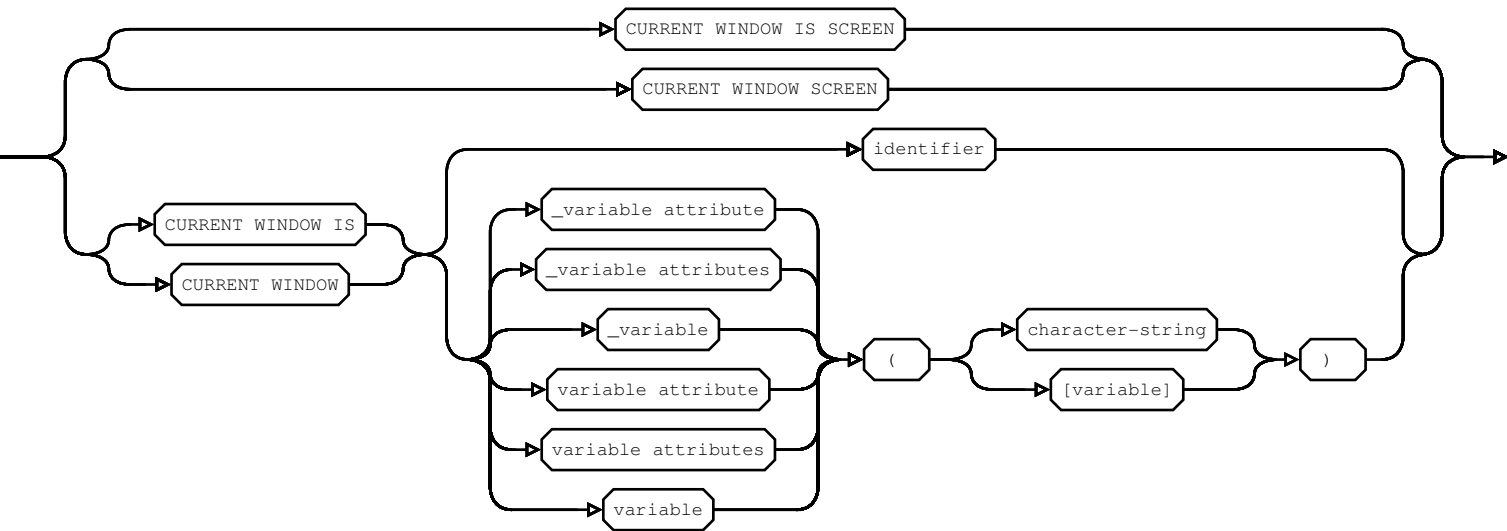 CURRENT WINDOW IS SCREEN
CURRENT WINDOW SCREEN
identifier
CURRENT WINDOW IS
CURRENT WINDOW
_variable attribute
_variable attributes
_variable
variable attribute
variable attributes
variable
(
character-string
[variable]
)